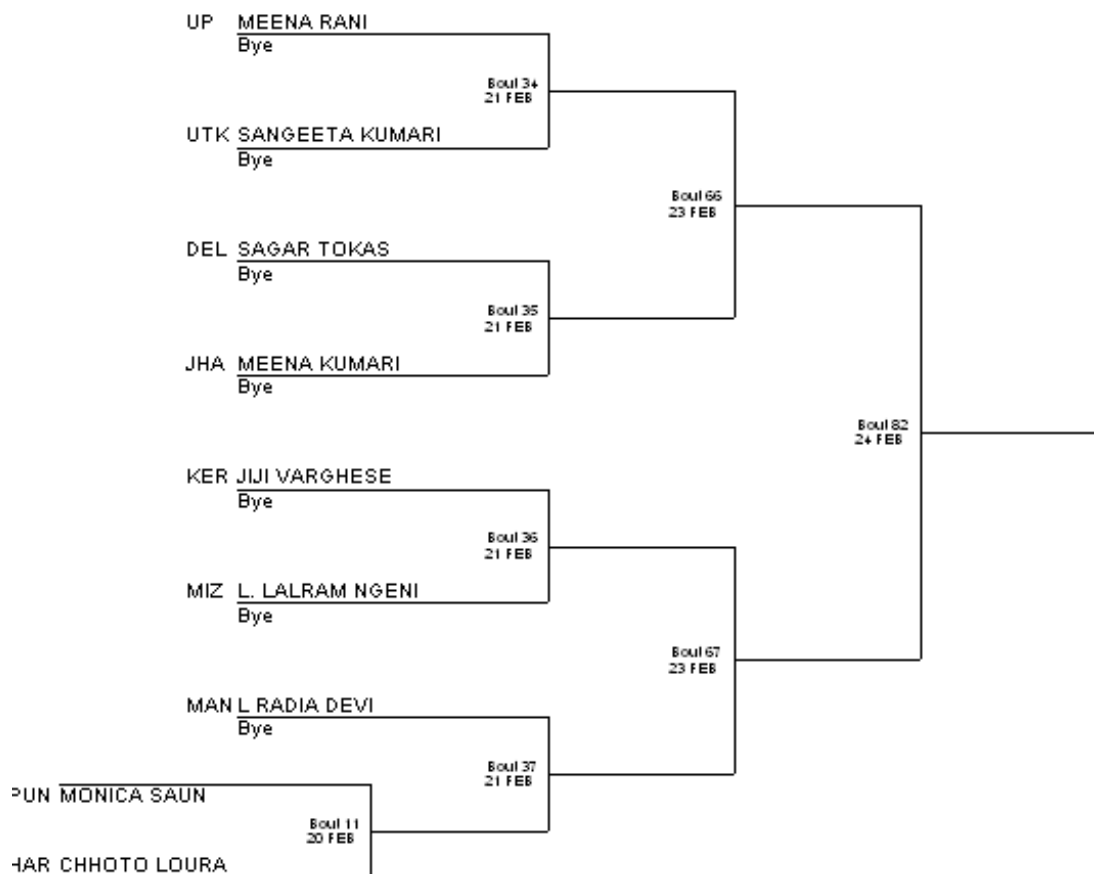 UP MEENA RANI
Bye
Bout 34
21 FEB
UTK SANGEETA KUMARI
Bye
Bout 66
23 FEB
DEL SAGAR TOKAS
Bye
Bout 35
21 FEB
JHA MEENA KUMARI
Bye
Bout 82
24 FEB
KER JIJI VARGHESE
Bye
Bout 36
21 FEB
MIZ L. LALRAM NGENI
Bye
Bout 67
23 FEB
MAN L RADIA DEVI
Bye
Bout 37
21 FEB
PUN MONICA SAUN
Bout 11
20 FEB
HAR CHHOTO LOURA